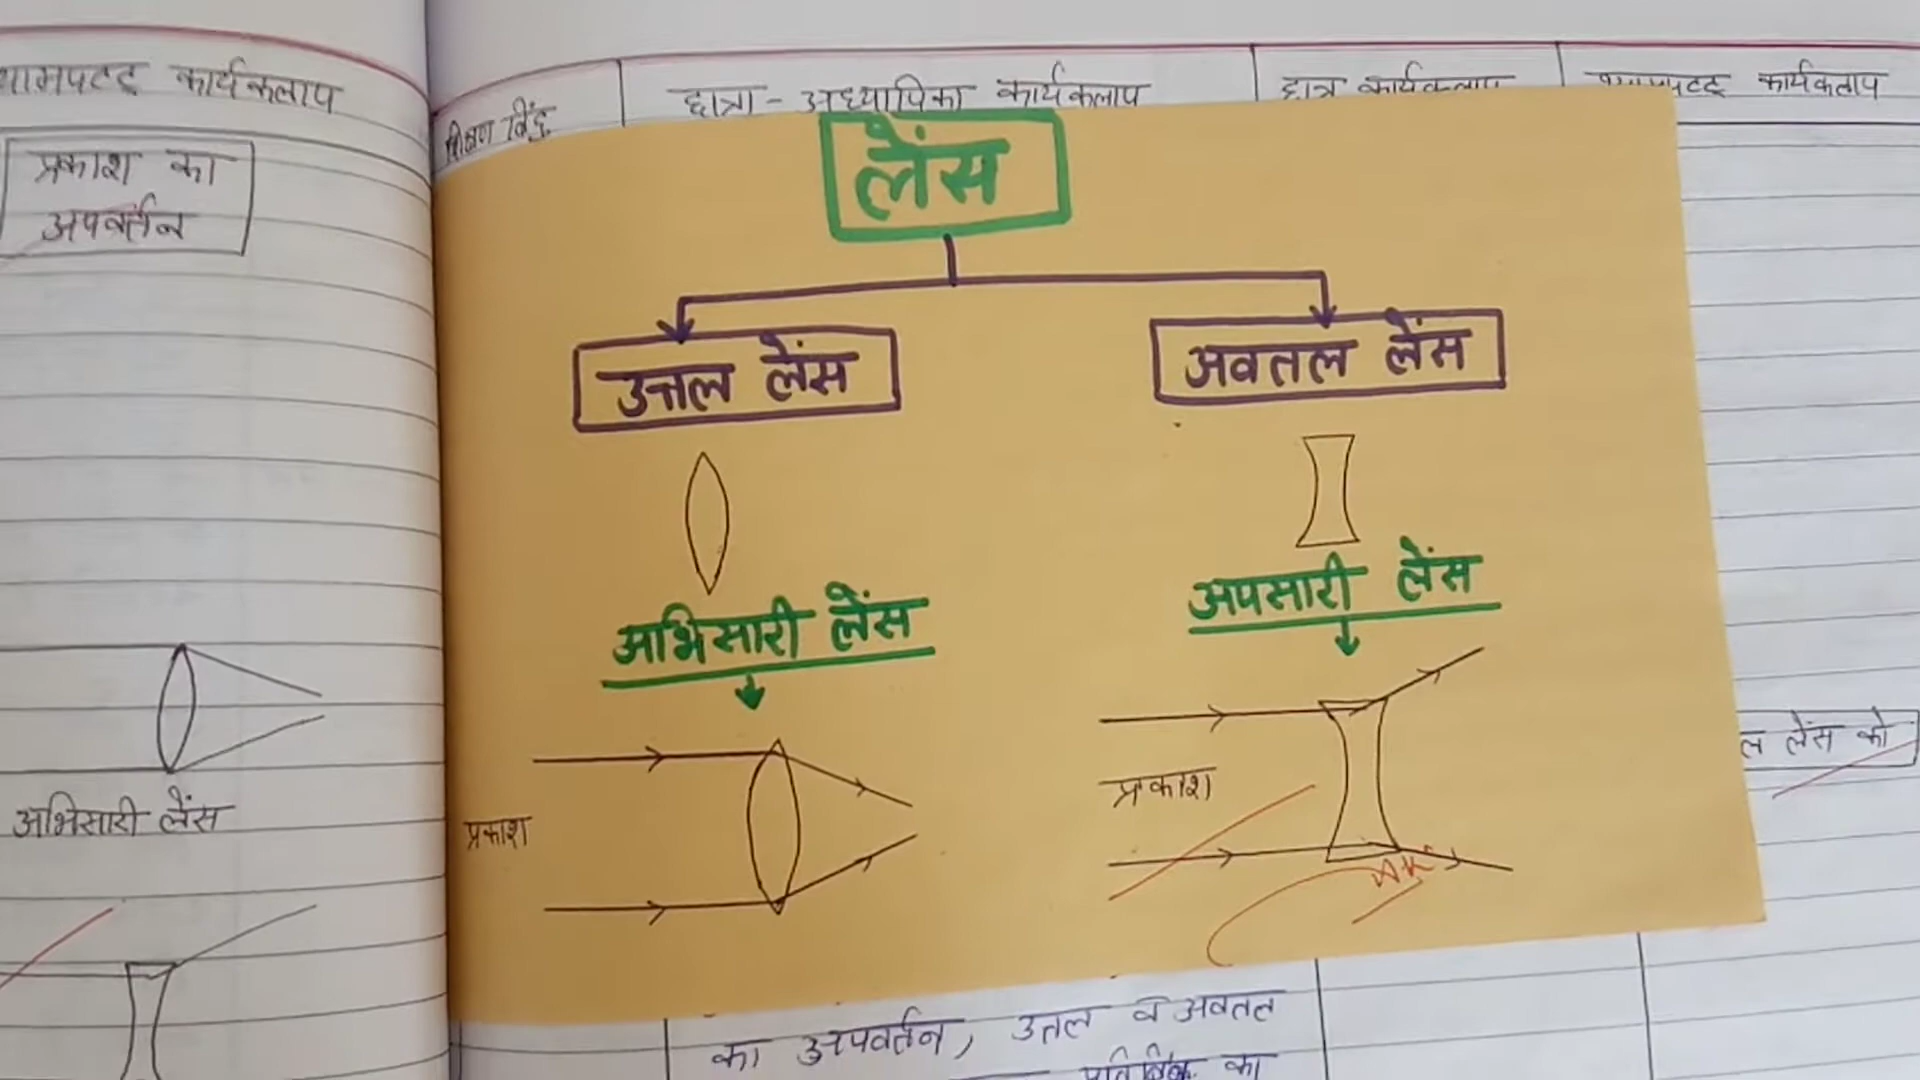 कार्यकलाप
प्रकाश का
अपवर्तन
अभिसारी लेंस
शिक्षण बिंदु
छात्रा - अध्यापिका कार्यकलाप
छात्र कार्यकलाप
कार्यकलाप
लेंस
उत्तल लेंस
अवतल लेंस
अभिसारी लेंस
अपसारी लेंस
प्रकाश
प्रकाश
लेंस को
का अपवर्तन, उत्तल व अवतल
का